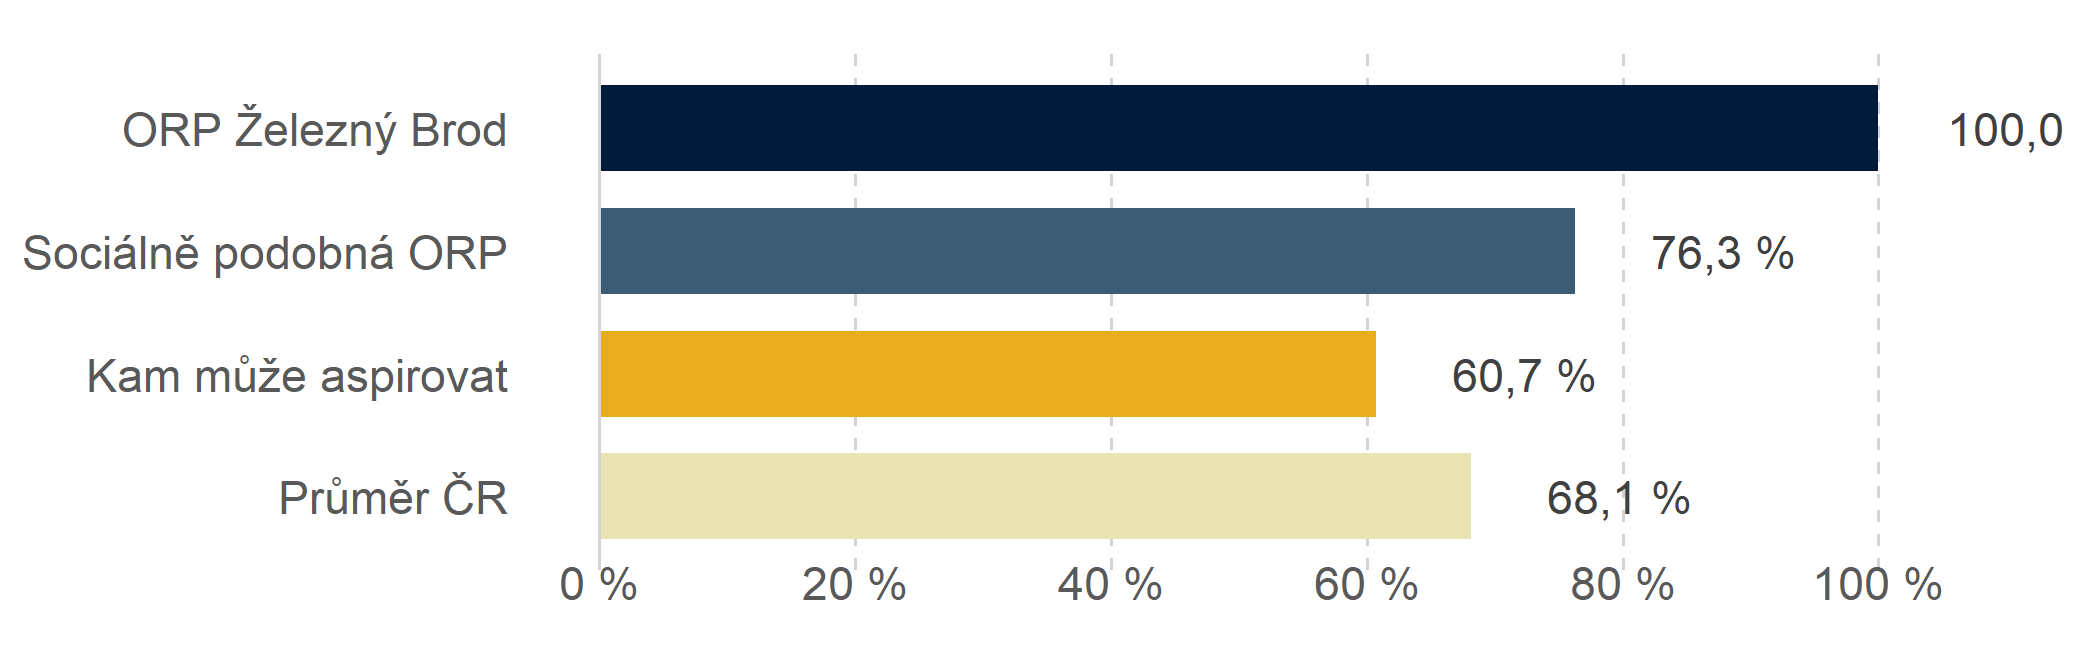 ORP Železný Brod 100,0
Sociálně podobná ORP 76,3 %
Kam může aspirovat 60,7 %
Průměr ČR 68,1 %
0 % 20 % 40 % 60 % 80 % 100 %